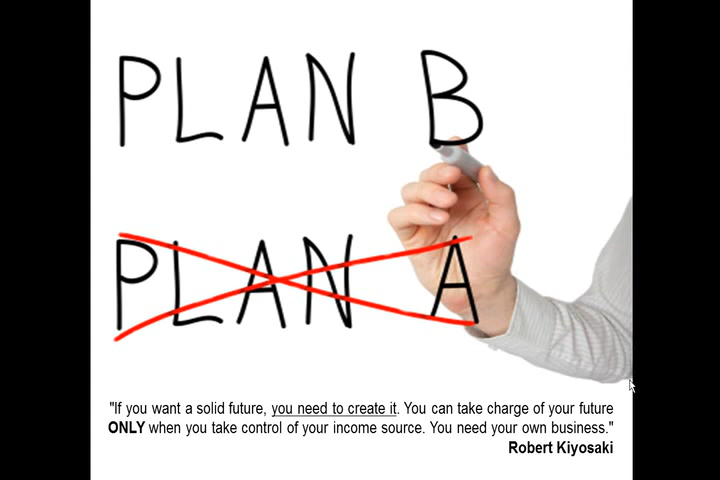 PLAN B
PLAN A
"If you want a solid future, you need to create it. You can take charge of your future
ONLY when you take control of your income source. You need your own business."
Robert Kiyosaki